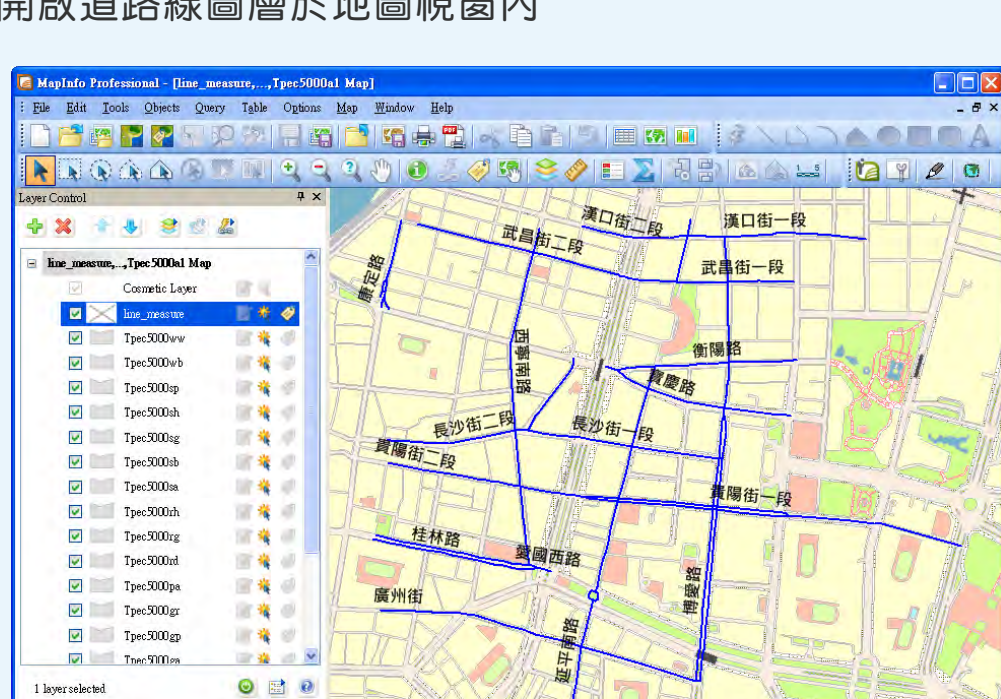 開啟道路線圖層於地圖視窗內
MapInfo Professional - [line_measure,...,Tpec5000a1 Map]
File Edit Tools Objects Query Table Options Map Window Help
Layer Control
line_measure,...,Tpec5000a1 Map
Cosmetic Layer
line_measure
Tpec5000ww
Tpec5000wb
Tpec5000sp
Tpec5000sh
Tpec5000sg
Tpec5000sb
Tpec5000sa
Tpec5000rh
Tpec5000rg
Tpec5000rd
Tpec5000pa
Tpec5000gr
Tpec5000gp
Tpec5000ga
1 layer selected
漢口街二段
漢口街一段
武昌街二段
武昌街一段
康定路
西寧南路
衡陽路
寶慶路
長沙街二段
長沙街一段
貴陽街二段
貴陽街一段
桂林路
愛國西路
廣州街
博愛路
延平南路